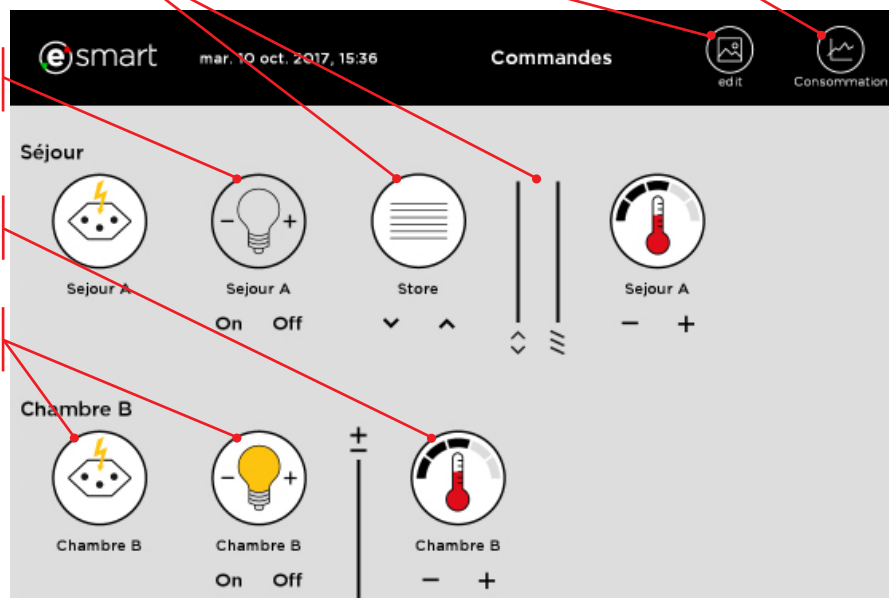 esmart
mar. 10 oct. 2017, 15:36
Commandes
edit
Consommation
Séjour
Sejour A
Sejour A
Store
Sejour A
On Off
- +
Chambre B
Chambre B
Chambre B
Chambre B
On Off
- +